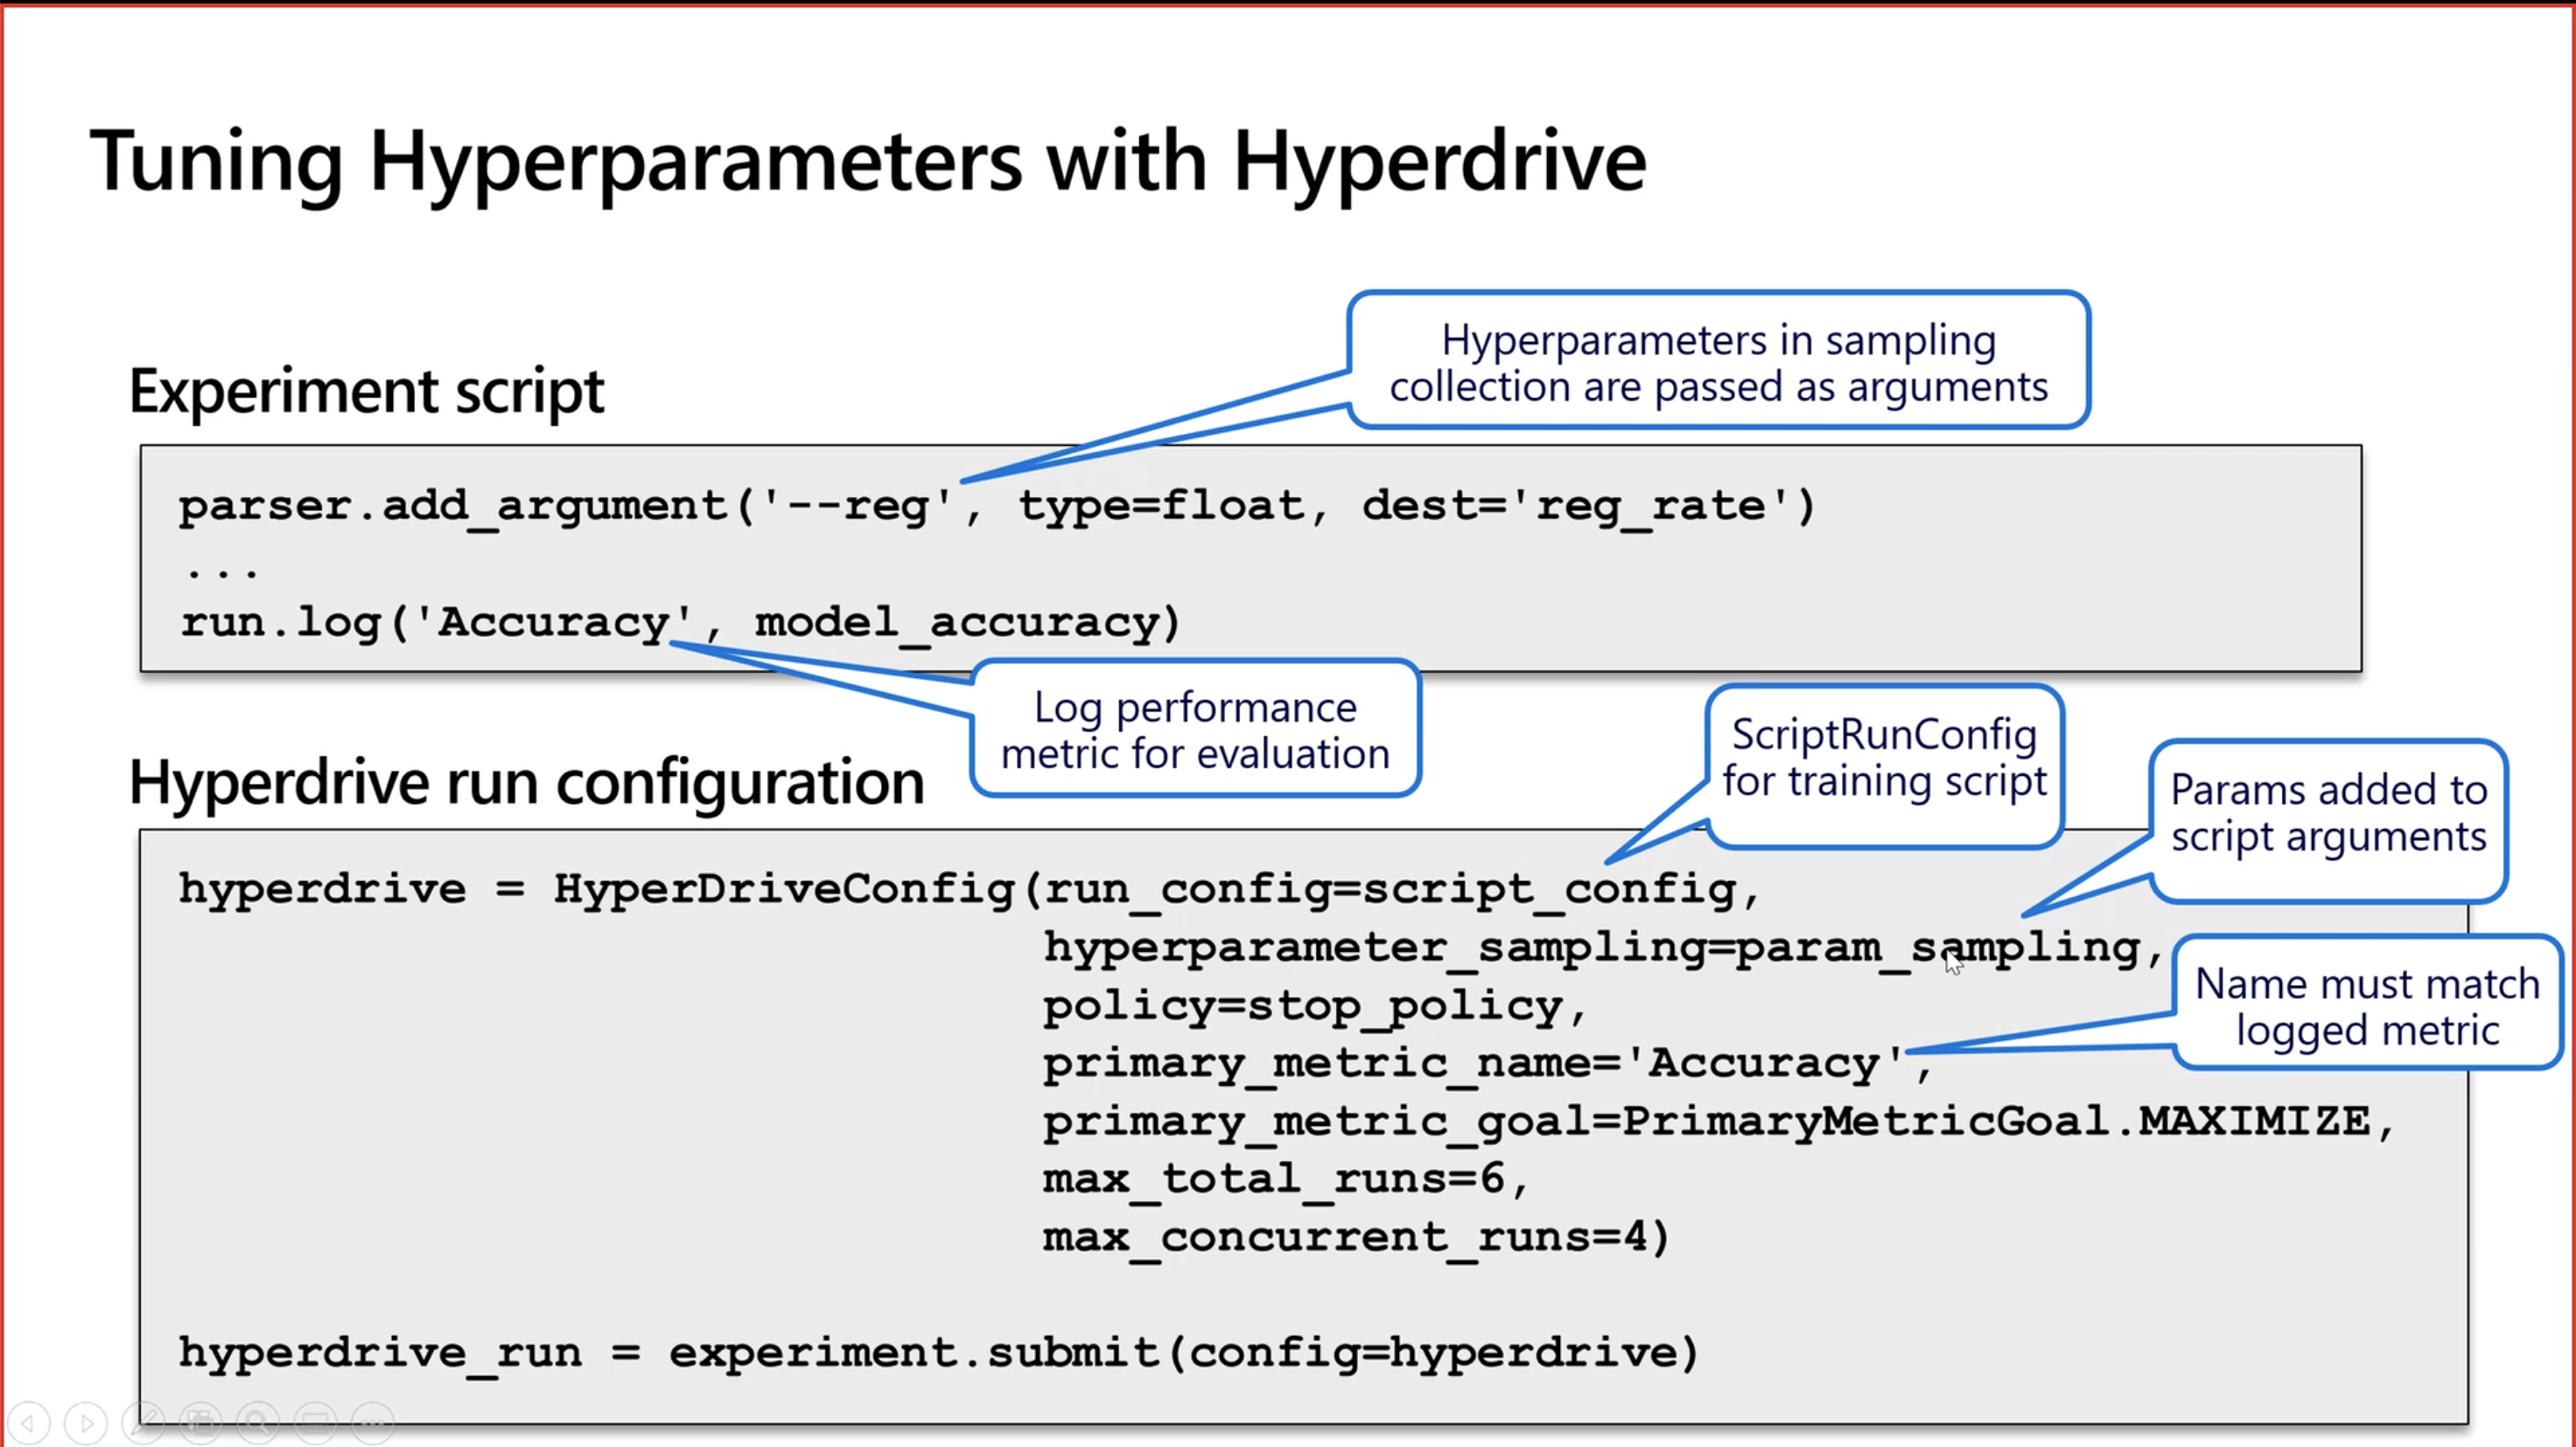 Tuning Hyperparameters with Hyperdrive
Hyperparameters in sampling
collection are passed as arguments
Experiment script
parser.add_argument('--reg', type=float, dest='reg_rate')
...
run.log('Accuracy', model_accuracy)
Log performance
metric for evaluation
ScriptRunConfig
for training script
Params added to
script arguments
Hyperdrive run configuration
hyperdrive = HyperDriveConfig(run_config=script_config,
hyperparameter_sampling=param_sampling,
policy=stop_policy,
Name must match
logged metric
primary_metric_name='Accuracy',
primary_metric_goal=PrimaryMetricGoal.MAXIMIZE,
max_total_runs=6,
max_concurrent_runs=4)
hyperdrive_run = experiment.submit(config=hyperdrive)